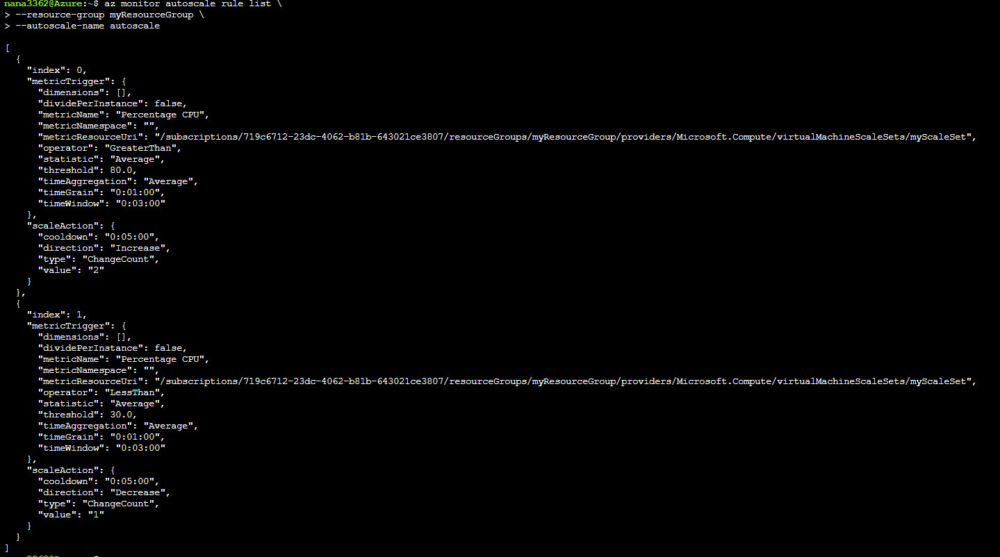 nana3362@Azure:~$ az monitor autoscale rule list \
> --resource-group myResourceGroup \
> --autoscale-name autoscale
[
  {
    "index": 0,
    "metricTrigger": {
      "dimensions": [],
      "dividePerInstance": false,
      "metricName": "Percentage CPU",
      "metricNamespace": "",
      "metricResourceUri": "/subscriptions/719c6712-23dc-4062-b81b-643021ce3807/resourceGroups/myResourceGroup/providers/Microsoft.Compute/virtualMachineScaleSets/myScaleSet",
      "operator": "GreaterThan",
      "statistic": "Average",
      "threshold": 80.0,
      "timeAggregation": "Average",
      "timeGrain": "0:01:00",
      "timeWindow": "0:03:00"
    },
    "scaleAction": {
      "cooldown": "0:05:00",
      "direction": "Increase",
      "type": "ChangeCount",
      "value": "2"
    }
  },
  {
    "index": 1,
    "metricTrigger": {
      "dimensions": [],
      "dividePerInstance": false,
      "metricName": "Percentage CPU",
      "metricNamespace": "",
      "metricResourceUri": "/subscriptions/719c6712-23dc-4062-b81b-643021ce3807/resourceGroups/myResourceGroup/providers/Microsoft.Compute/virtualMachineScaleSets/myScaleSet",
      "operator": "LessThan",
      "statistic": "Average",
      "threshold": 30.0,
      "timeAggregation": "Average",
      "timeGrain": "0:01:00",
      "timeWindow": "0:03:00"
    },
    "scaleAction": {
      "cooldown": "0:05:00",
      "direction": "Decrease",
      "type": "ChangeCount",
      "value": "1"
    }
  }
]